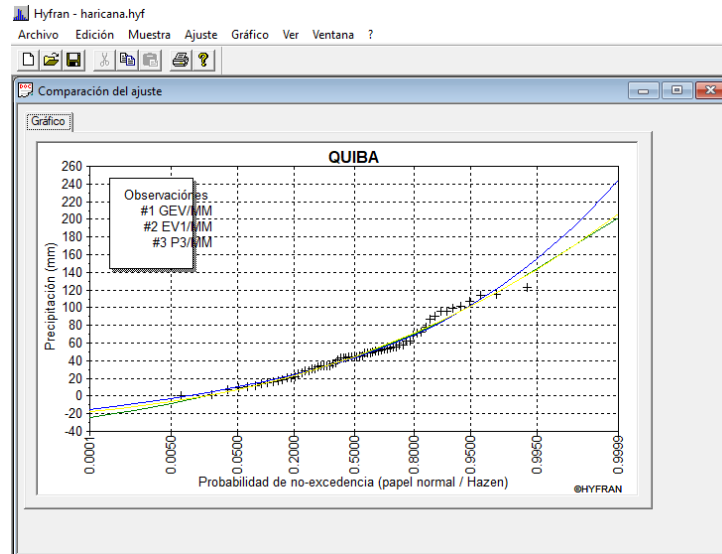 Hyfran - haricana.hyf
Archivo Edición Muestra Ajuste Gráfico Ver Ventana ?
Comparación del ajuste
Gráfico
QUIBA
260
240
220
200
180
160
140
120
100
80
60
40
20
0
-20
-40
Precipitación (mm)
Observaciónes
#1 GEV/MM
#2 EV1/MM
#3 P3/MM
0.0001
0.0050
0.0500
0.2000
0.5000
0.8000
0.9500
0.9950
0.9999
Probabilidad de no-excedencia (papel normal / Hazen)
©HYFRAN